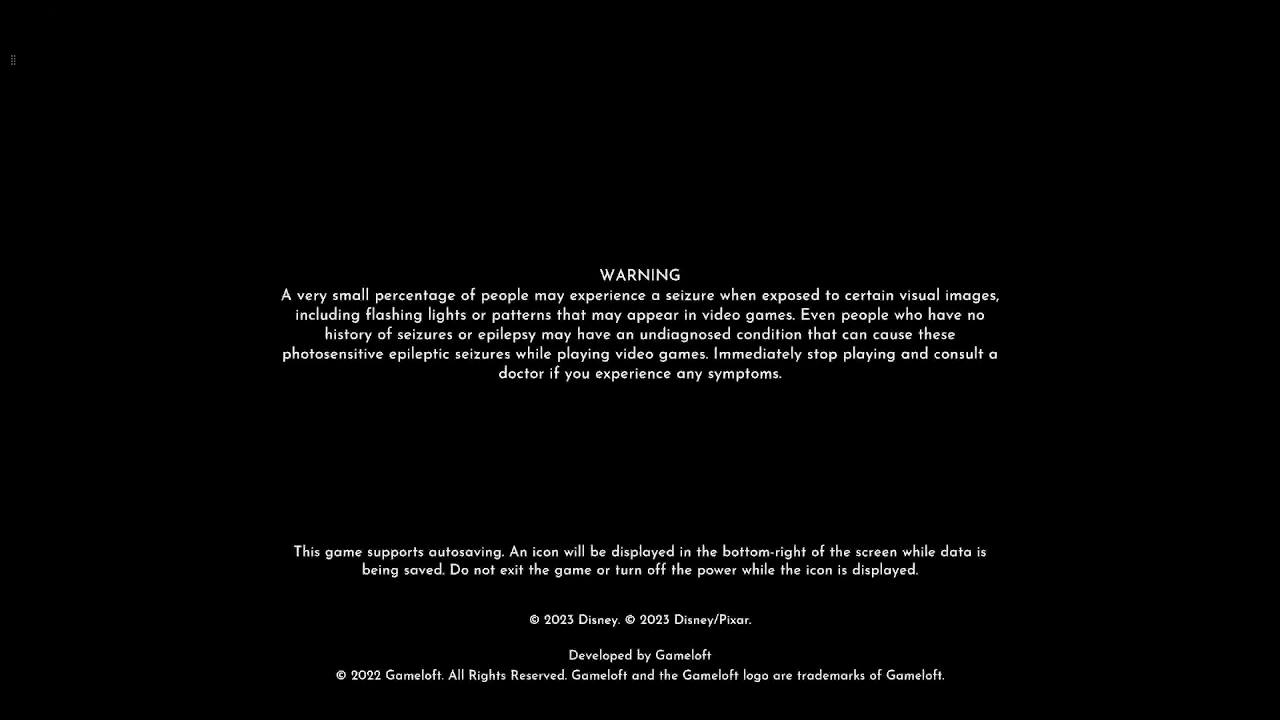 WARNING
A very small percentage of people may experience a seizure when exposed to certain visual images,
including flashing lights or patterns that may appear in video games. Even people who have no
history of seizures or epilepsy may have an undiagnosed condition that can cause these
photosensitive epileptic seizures while playing video games. Immediately stop playing and consult a
doctor if you experience any symptoms.
This game supports autosaving. An icon will be displayed in the bottom-right of the screen while data is
being saved. Do not exit the game or turn off the power while the icon is displayed.
© 2023 Disney. © 2023 Disney/Pixar.
Developed by Gameloft
© 2022 Gameloft. All Rights Reserved. Gameloft and the Gameloft logo are trademarks of Gameloft.